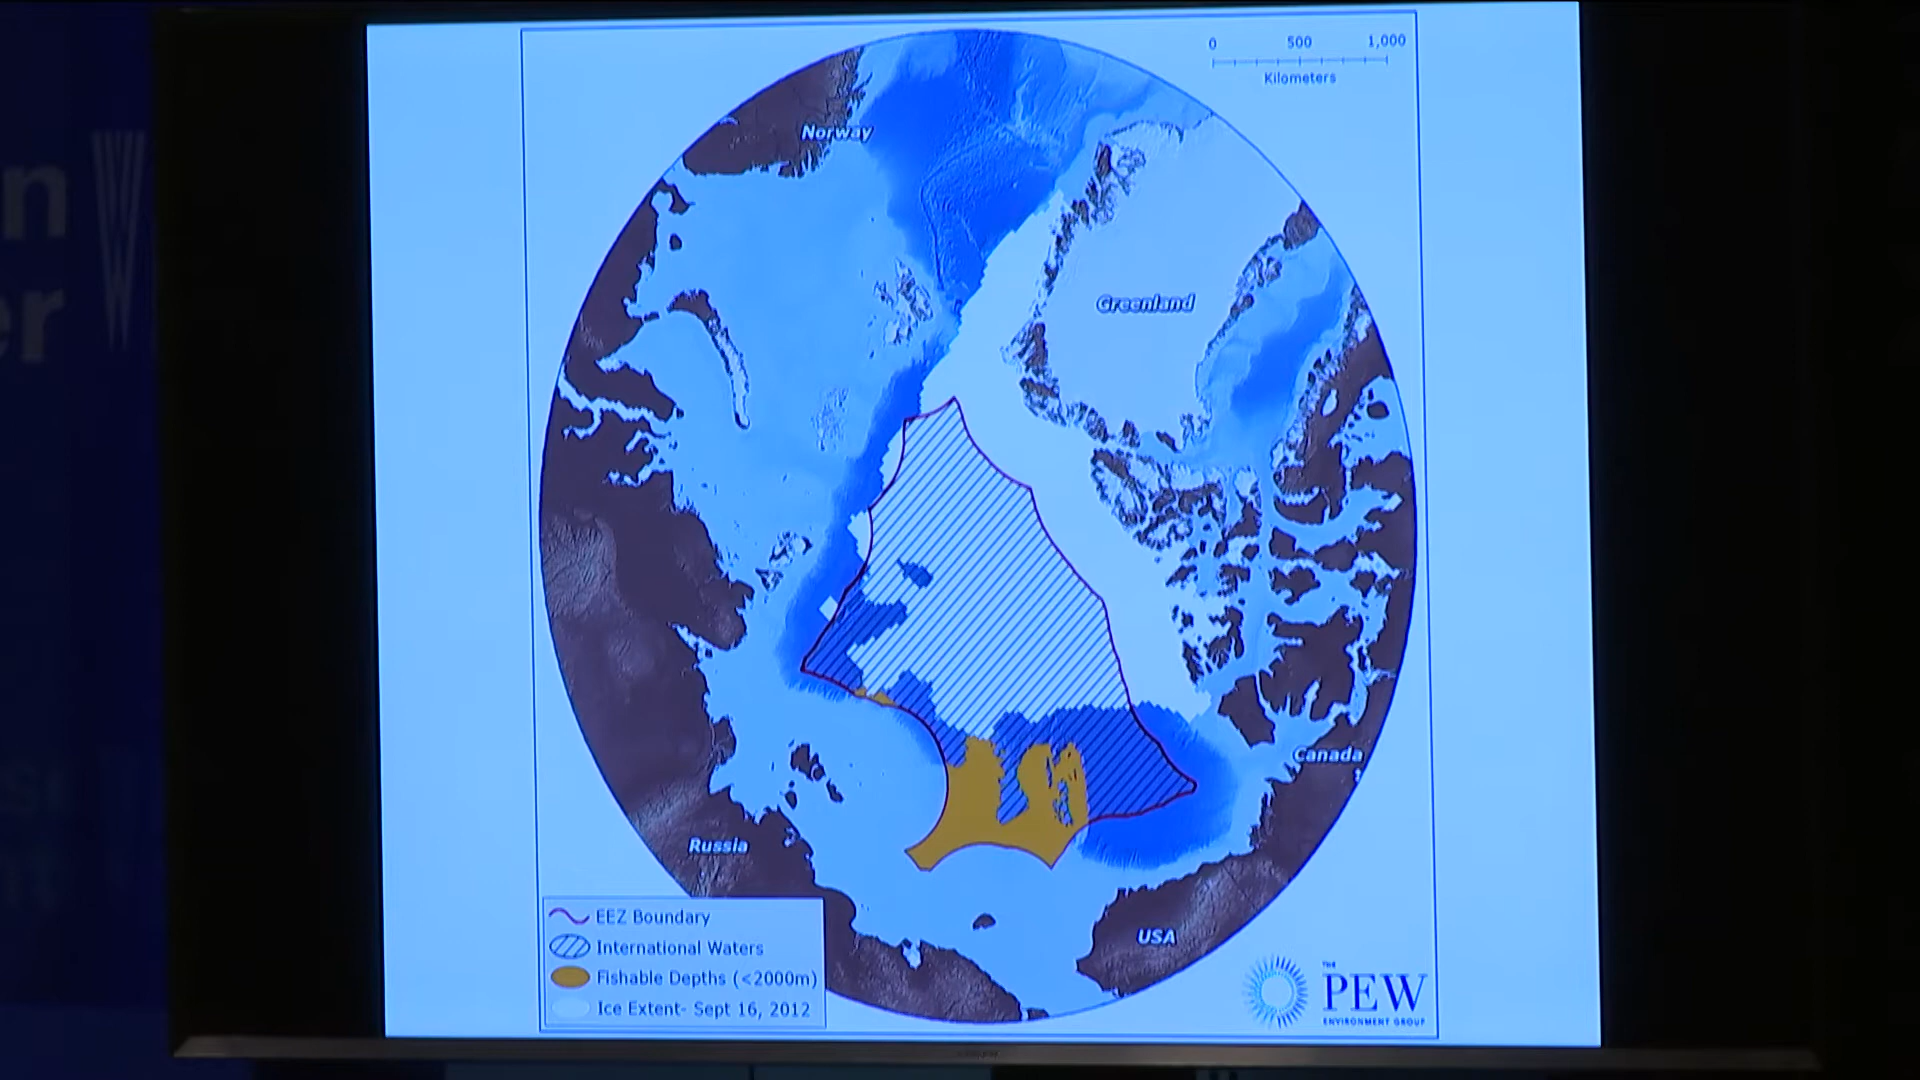 0 500 1,000
Kilometers
Norway
Greenland
Canada
Russia
USA
EEZ Boundary
International Waters
Fishable Depths (<2000m)
Ice Extent- Sept 16, 2012
THE
PEW
ENVIRONMENT GROUP
n
er